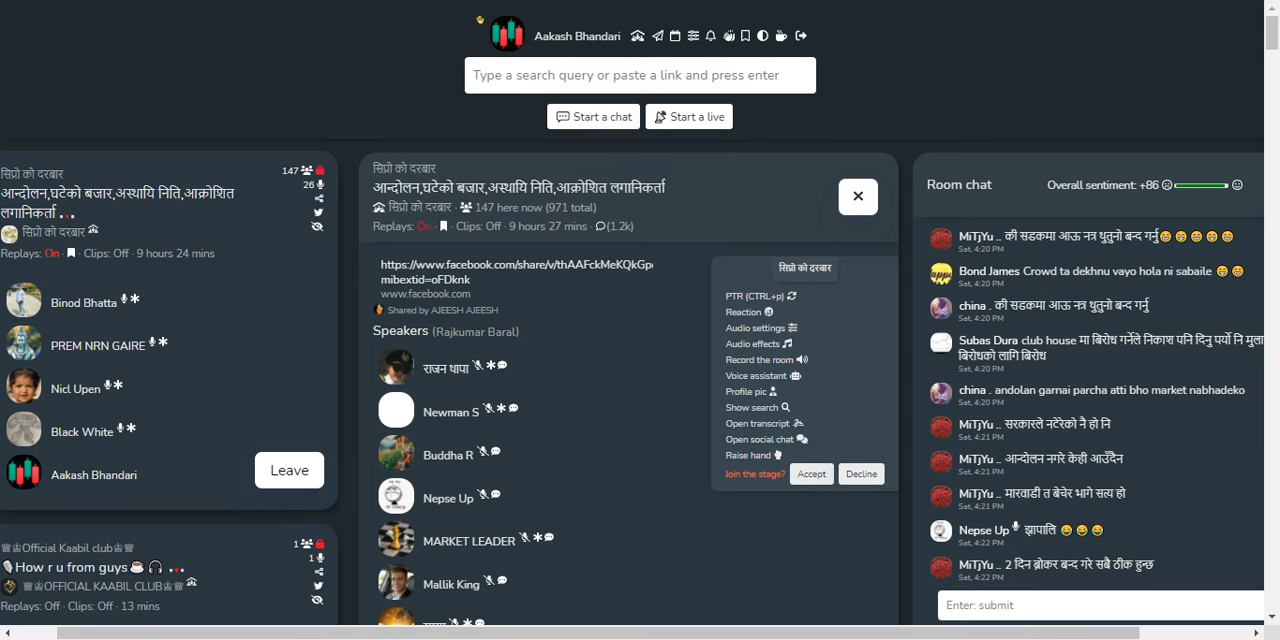 Aakash Bhandari
Type a search query or paste a link and press enter
Start a chat
Start a live
सिप्रो को दरबार
147
आन्दोलन,घटेको बजार,अस्थायि निति,आक्रोशित
26
लगानिकर्ता ...
सिप्रो को दरबार
Replays: On · Clips: Off · 9 hours 24 mins
Binod Bhatta
PREM NRN GAIRE
Nicl Upen
Black White
Aakash Bhandari
Leave
♕♔Official Kaabil club♔♕
1
How r u from guys ...
1
♕♔OFFICIAL KAABIL CLUB♔♕
Replays: Off · Clips: Off · 13 mins
सिप्रो को दरबार
आन्दोलन,घटेको बजार,अस्थायि निति,आक्रोशित लगानिकर्ता
सिप्रो को दरबार · 147 here now (971 total)
Replays: On · Clips: Off · 9 hours 27 mins · (1.2k)
https://www.facebook.com/share/v/thAAFckMeKQkGp
mibextid=oFDknk
www.facebook.com
Shared by AJEESH AJEESH
Speakers (Rajkumar Baral)
राजन थापा
Newman S
Buddha R
Nepse Up
MARKET LEADER
Mallik King
सिप्रो को दरबार
PTR (CTRL+p)
Reaction
Audio settings
Audio effects
Record the room
Voice assistant
Profile pic
Show search
Open transcript
Open social chat
Raise hand
Join the stage? Accept Decline
Room chat
Overall sentiment: +86
MiTjYu .. की सडकमा आऊ नत्र थुतुनो बन्द गर्नु😁😁😁😁😁
Sat, 4:20 PM
Bond James Crowd ta dekhnu vayo hola ni sabaile 😁😁
Sat, 4:20 PM
china . की सडकमा आऊ नत्र थुतुनो बन्द गर्नु
Sat, 4:20 PM
Subas Dura club house मा बिरोध गर्नेले निकाश पनि दिनु पर्यो नि मुला
बिरोधको लागि बिरोध
Sat, 4:20 PM
china . andolan garnai parcha atti bho market nabhadeko
Sat, 4:20 PM
MiTjYu .. सरकारले नटेरेको नै हो नि
Sat, 4:21 PM
MiTjYu .. आन्दोलन नगरे केही आउँदैन
Sat, 4:21 PM
MiTjYu .. मारवाडी त बेचेर भागे सत्य हो
Sat, 4:21 PM
Nepse Up झापालि 😂😂😂
Sat, 4:22 PM
MiTjYu .. 2 दिन ब्रोकर बन्द गरे सबै ठीक हुन्छ
Sat, 4:22 PM
Enter: submit